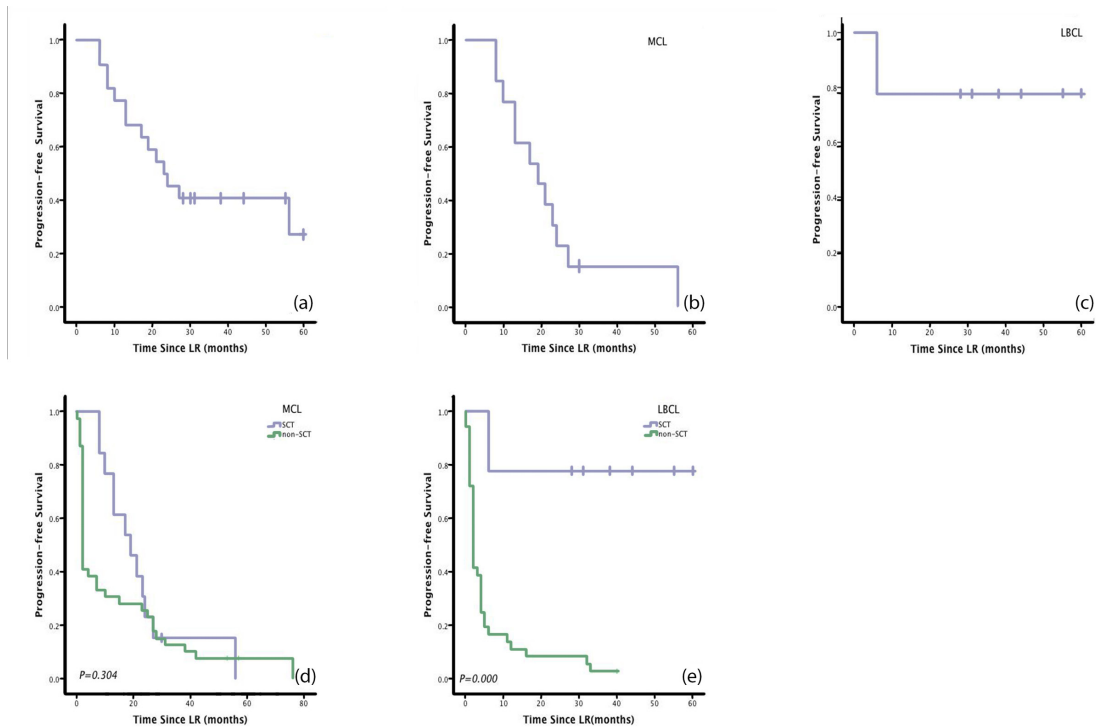 1.0
0.8
0.6
0.4
0.2
0.0
Progression-free Survival
0 10 20 30 40 50 60
Time Since LR (months)
(a)
MCL
1.0
0.8
0.6
0.4
0.2
0.0
Progression-free Survival
0 10 20 30 40 50 60
Time Since LR (months)
(b)
LBCL
1.0
0.8
0.6
0.4
0.2
0.0
Progression-free Survival
0 10 20 30 40 50 60
Time Since LR (months)
(c)
MCL
SCT
non-SCT
1.0
0.8
0.6
0.4
0.2
0.0
Progression-free Survival
P=0.304
0 20 40 60 80
Time Since LR (months)
(d)
LBCL
SCT
non-SCT
1.0
0.8
0.6
0.4
0.2
0.0
Progression-free Survival
P=0.000
0 10 20 30 40 50 60
Time Since LR(months)
(e)